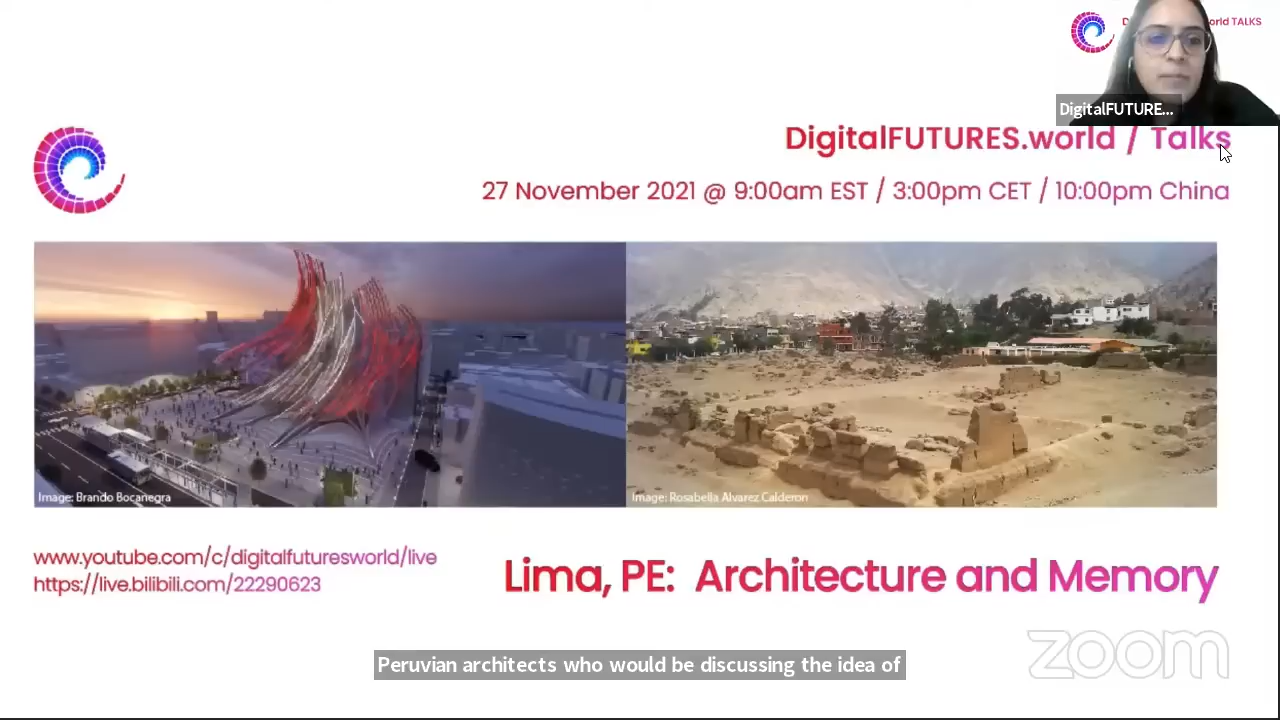 orld TALKS
DigitalFUTURE...
DigitalFUTURES.world / Talks
27 November 2021 @ 9:00am EST / 3:00pm CET / 10:00pm China
Image: Brando Bocanegra
Image: Rosabella Alvarez Calderon
www.youtube.com/c/digitalfuturesworld/live
https://live.bilibili.com/22290623
Lima, PE: Architecture and Memory
zoom
Peruvian architects who would be discussing the idea of